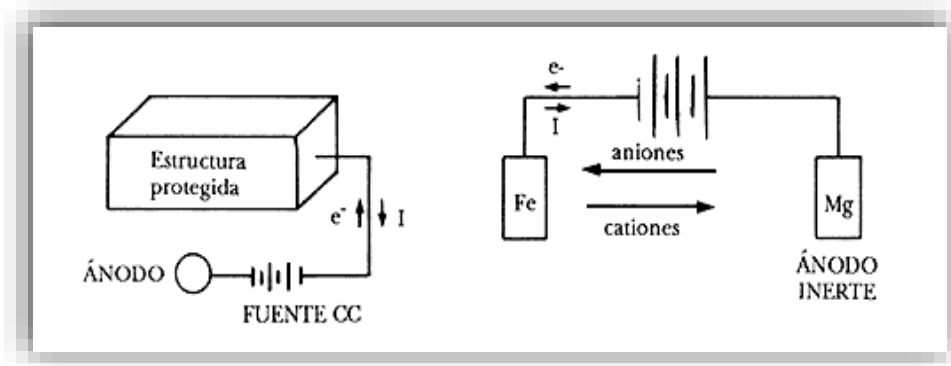 Estructura
protegida
e-
I
ÁNODO
FUENTE CC
e-
I
aniones
cationes
Fe
Mg
ÁNODO
INERTE